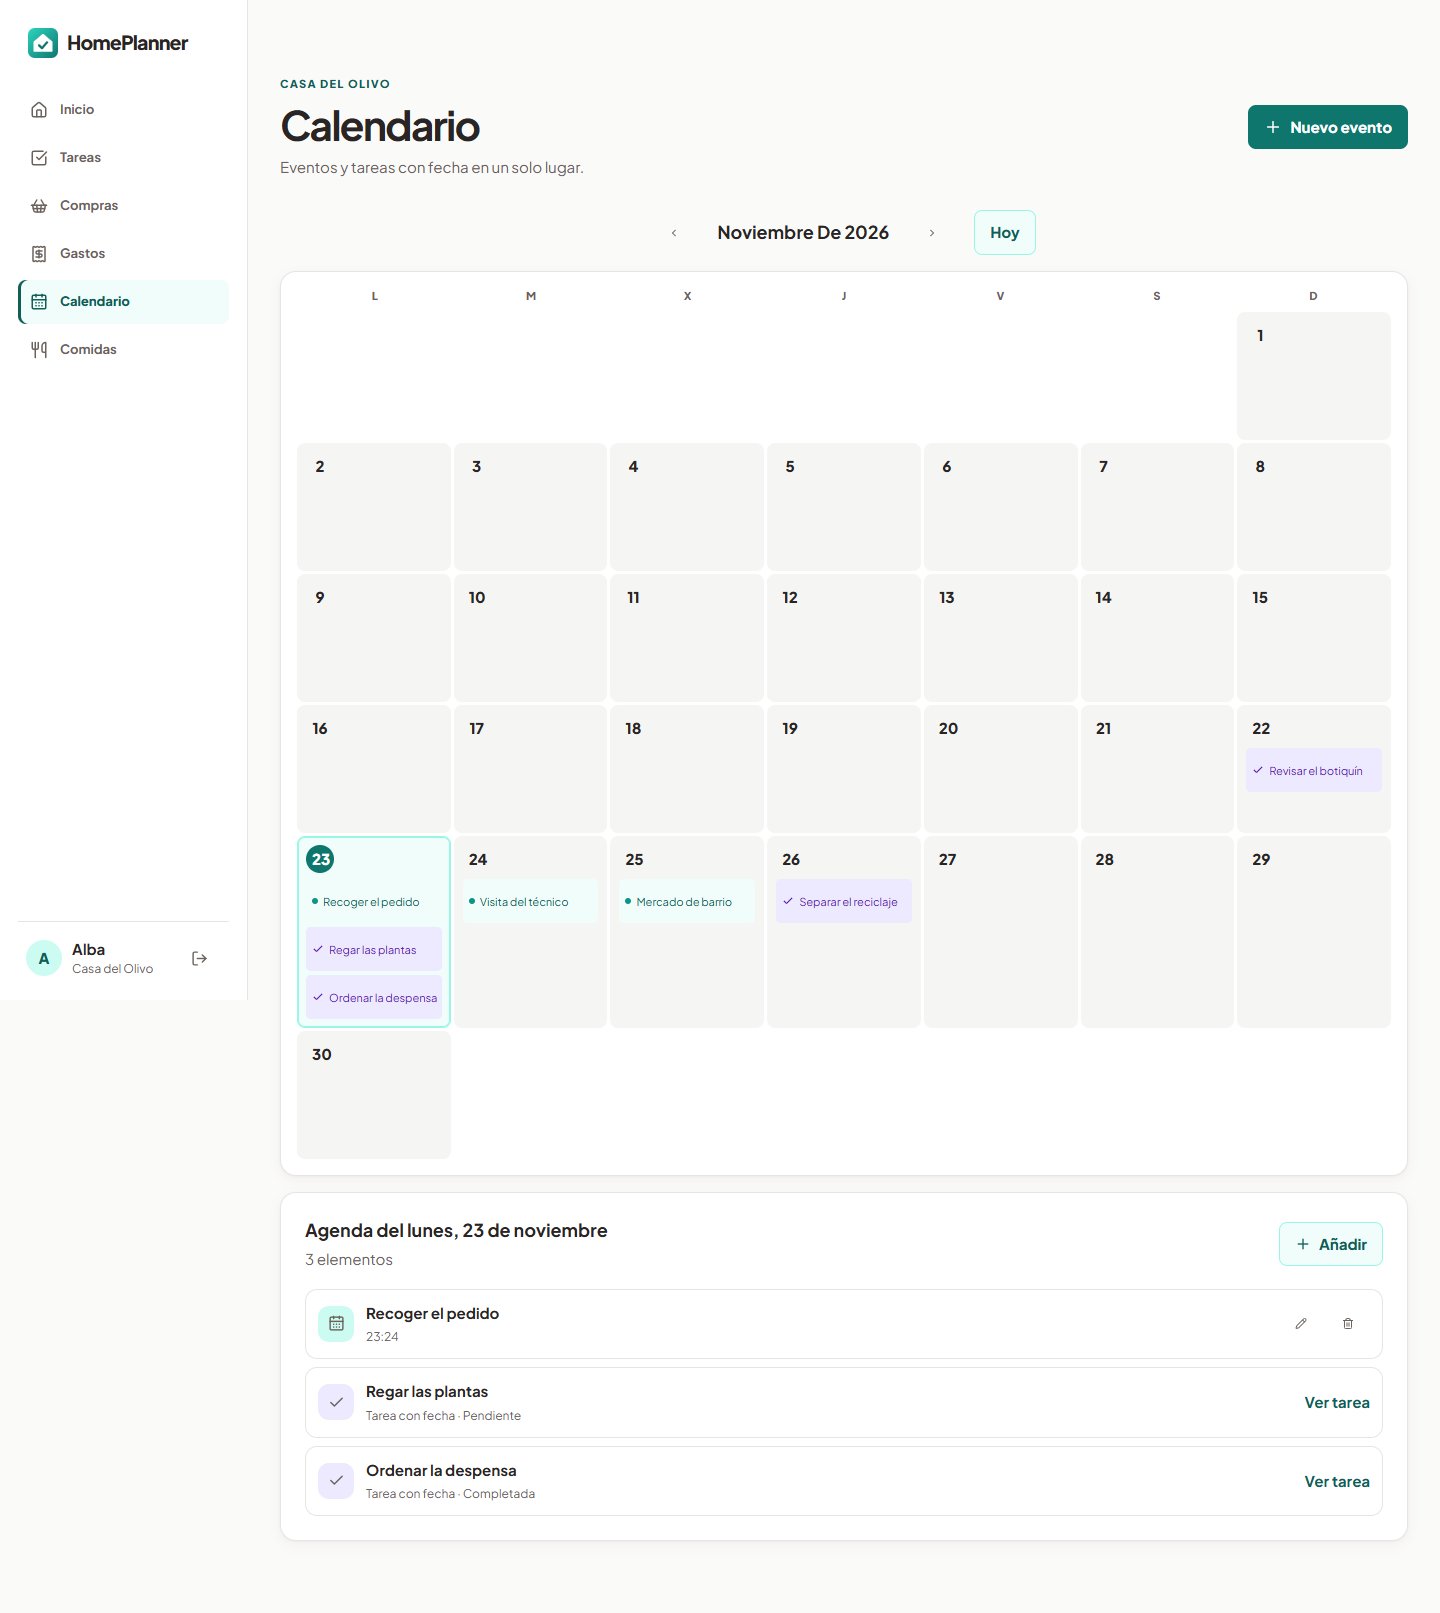 HomePlanner
Inicio
Tareas
Compras
Gastos
Calendario
Comidas
A
Alba
Casa del Olivo
CASA DEL OLIVO
Calendario
Eventos y tareas con fecha en un solo lugar.
+ Nuevo evento
‹ Noviembre De 2026 › Hoy
L M X J V S D
1
2 3 4 5 6 7 8
9 10 11 12 13 14 15
16 17 18 19 20 21 22
Revisar el botiquín
23 24 25 26 27 28 29
Recoger el pedido Visita del técnico Mercado de barrio Separar el reciclaje
Regar las plantas
Ordenar la despensa
30
Agenda del lunes, 23 de noviembre
3 elementos
+ Añadir
Recoger el pedido
23:24
Regar las plantas
Tarea con fecha · Pendiente
Ver tarea
Ordenar la despensa
Tarea con fecha · Completada
Ver tarea